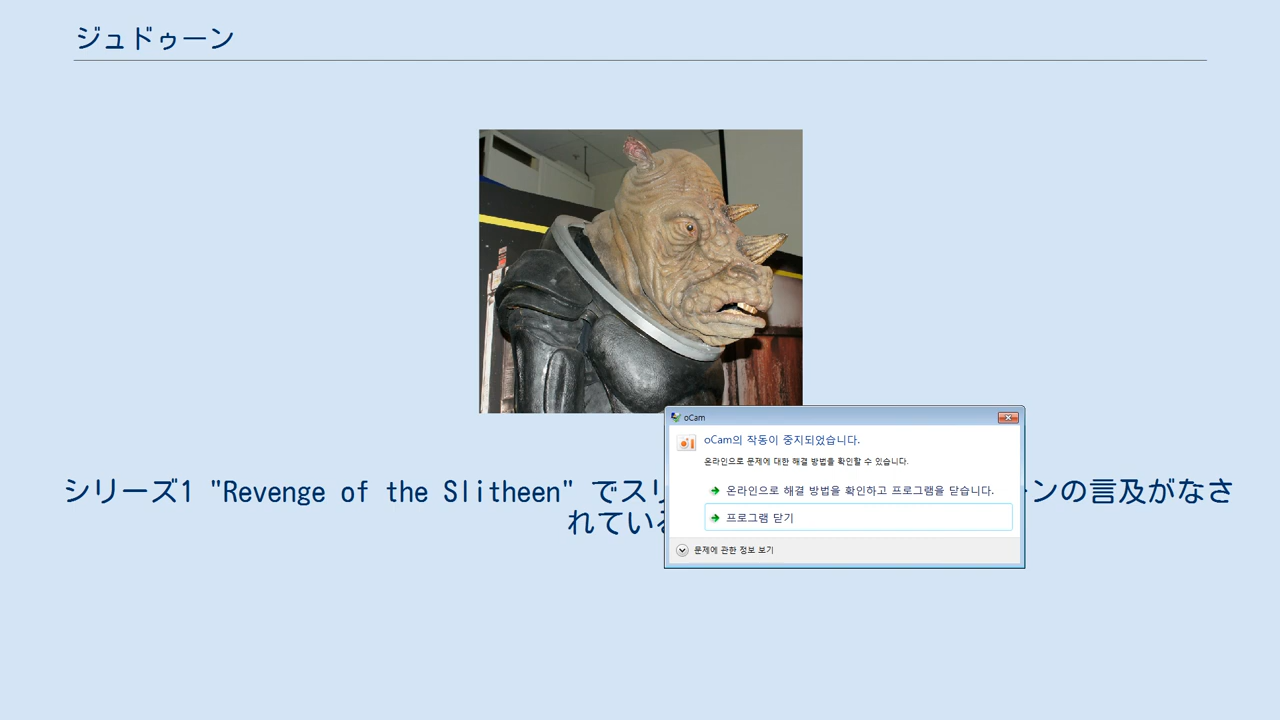 ジュドゥーン
oCam
oCam의 작동이 중지되었습니다.
온라인으로 문제에 대한 해결 방법을 확인할 수 있습니다.
온라인으로 해결 방법을 확인하고 프로그램을 닫습니다.
프로그램 닫기
문제에 관한 정보 보기
シリーズ1 "Revenge of the Slitheen" でスリ ーンの言及がなさ
れている